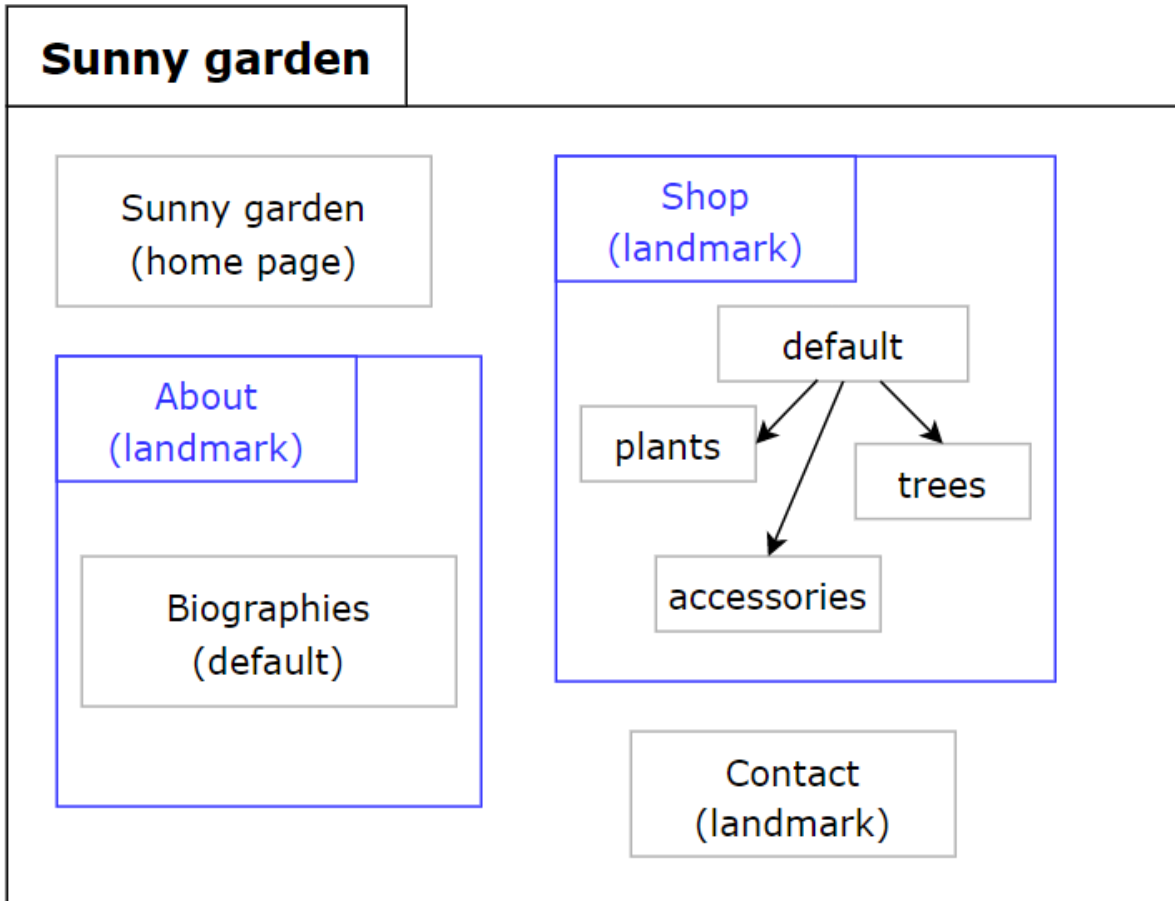 Sunny garden
Sunny garden
(home page)
About
(landmark)
Biographies
(default)
Shop
(landmark)
default
plants
trees
accessories
Contact
(landmark)